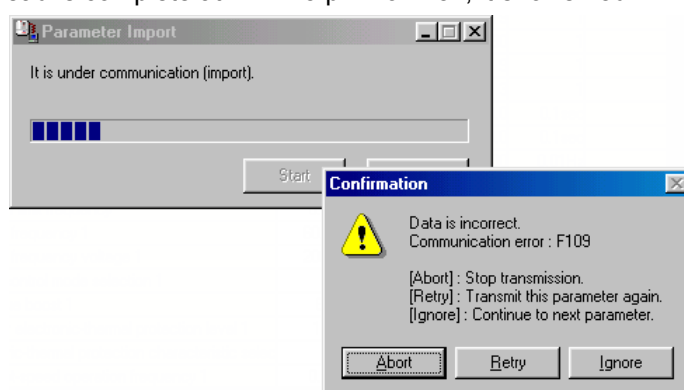 Parameter Import
It is under communication (import).
Start
Confirmation
Data is incorrect.
Communication error : F109
[Abort] : Stop transmission.
[Retry] : Transmit this parameter again.
[Ignore] : Continue to next parameter.
Abort
Retry
Ignore